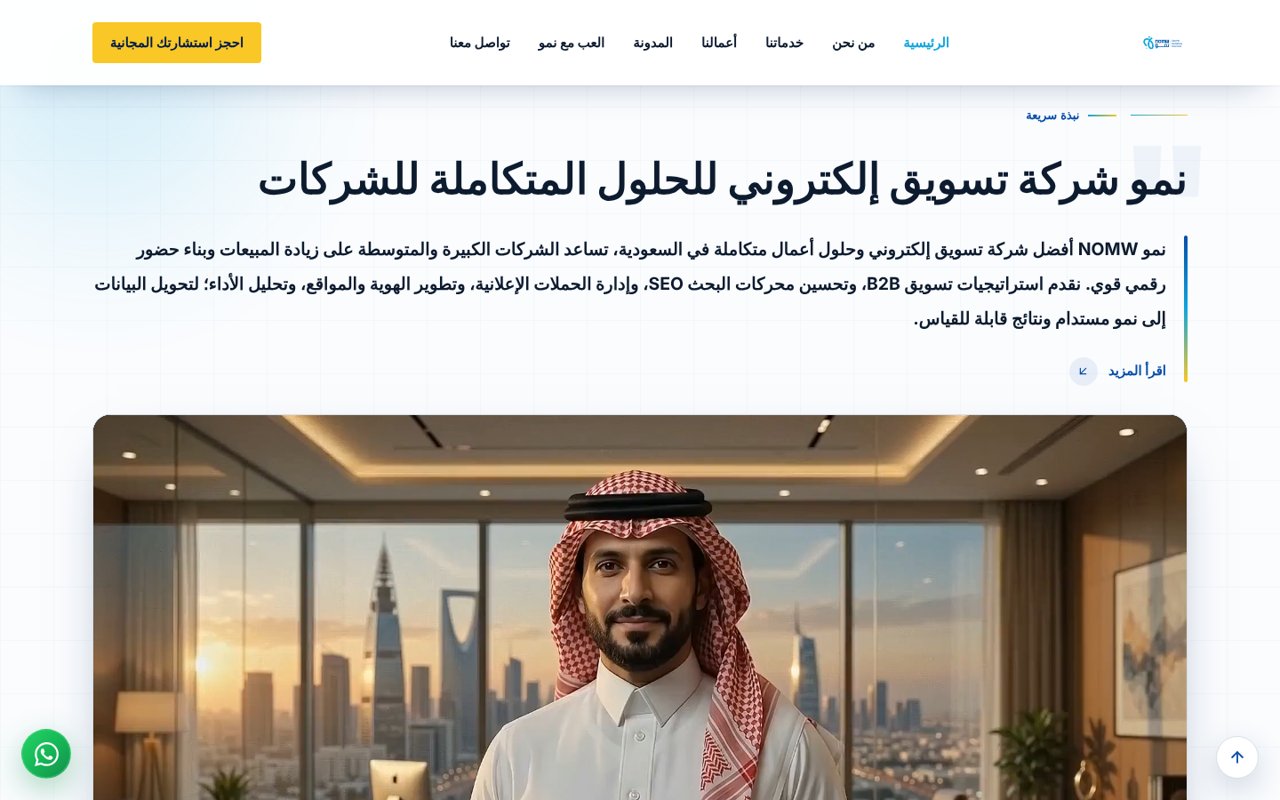 nomw
الرئيسية
من نحن
خدماتنا
أعمالنا
المدونة
العب مع نمو
تواصل معنا
احجز استشارتك المجانية
نبذة سريعة
نمو شركة تسويق إلكتروني للحلول المتكاملة للشركات
نمو NOMW أفضل شركة تسويق إلكتروني وحلول أعمال متكاملة في السعودية، تساعد الشركات الكبيرة والمتوسطة على زيادة المبيعات وبناء حضور
رقمي قوي. نقدم استراتيجيات تسويق B2B، وتحسين محركات البحث SEO، وإدارة الحملات الإعلانية، وتطوير الهوية والمواقع، وتحليل الأداء؛ لتحويل البيانات
إلى نمو مستدام ونتائج قابلة للقياس.
اقرأ المزيد